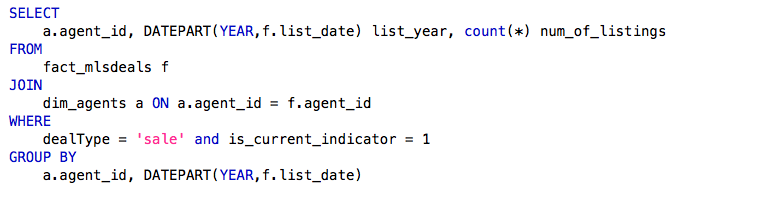 SELECT
a.agent_id, DATEPART(YEAR,f.list_date) list_year, count(*) num_of_listings
FROM
fact_mlsdeals f
JOIN
dim_agents a ON a.agent_id = f.agent_id
WHERE
dealType = 'sale' and is_current_indicator = 1
GROUP BY
a.agent_id, DATEPART(YEAR,f.list_date)